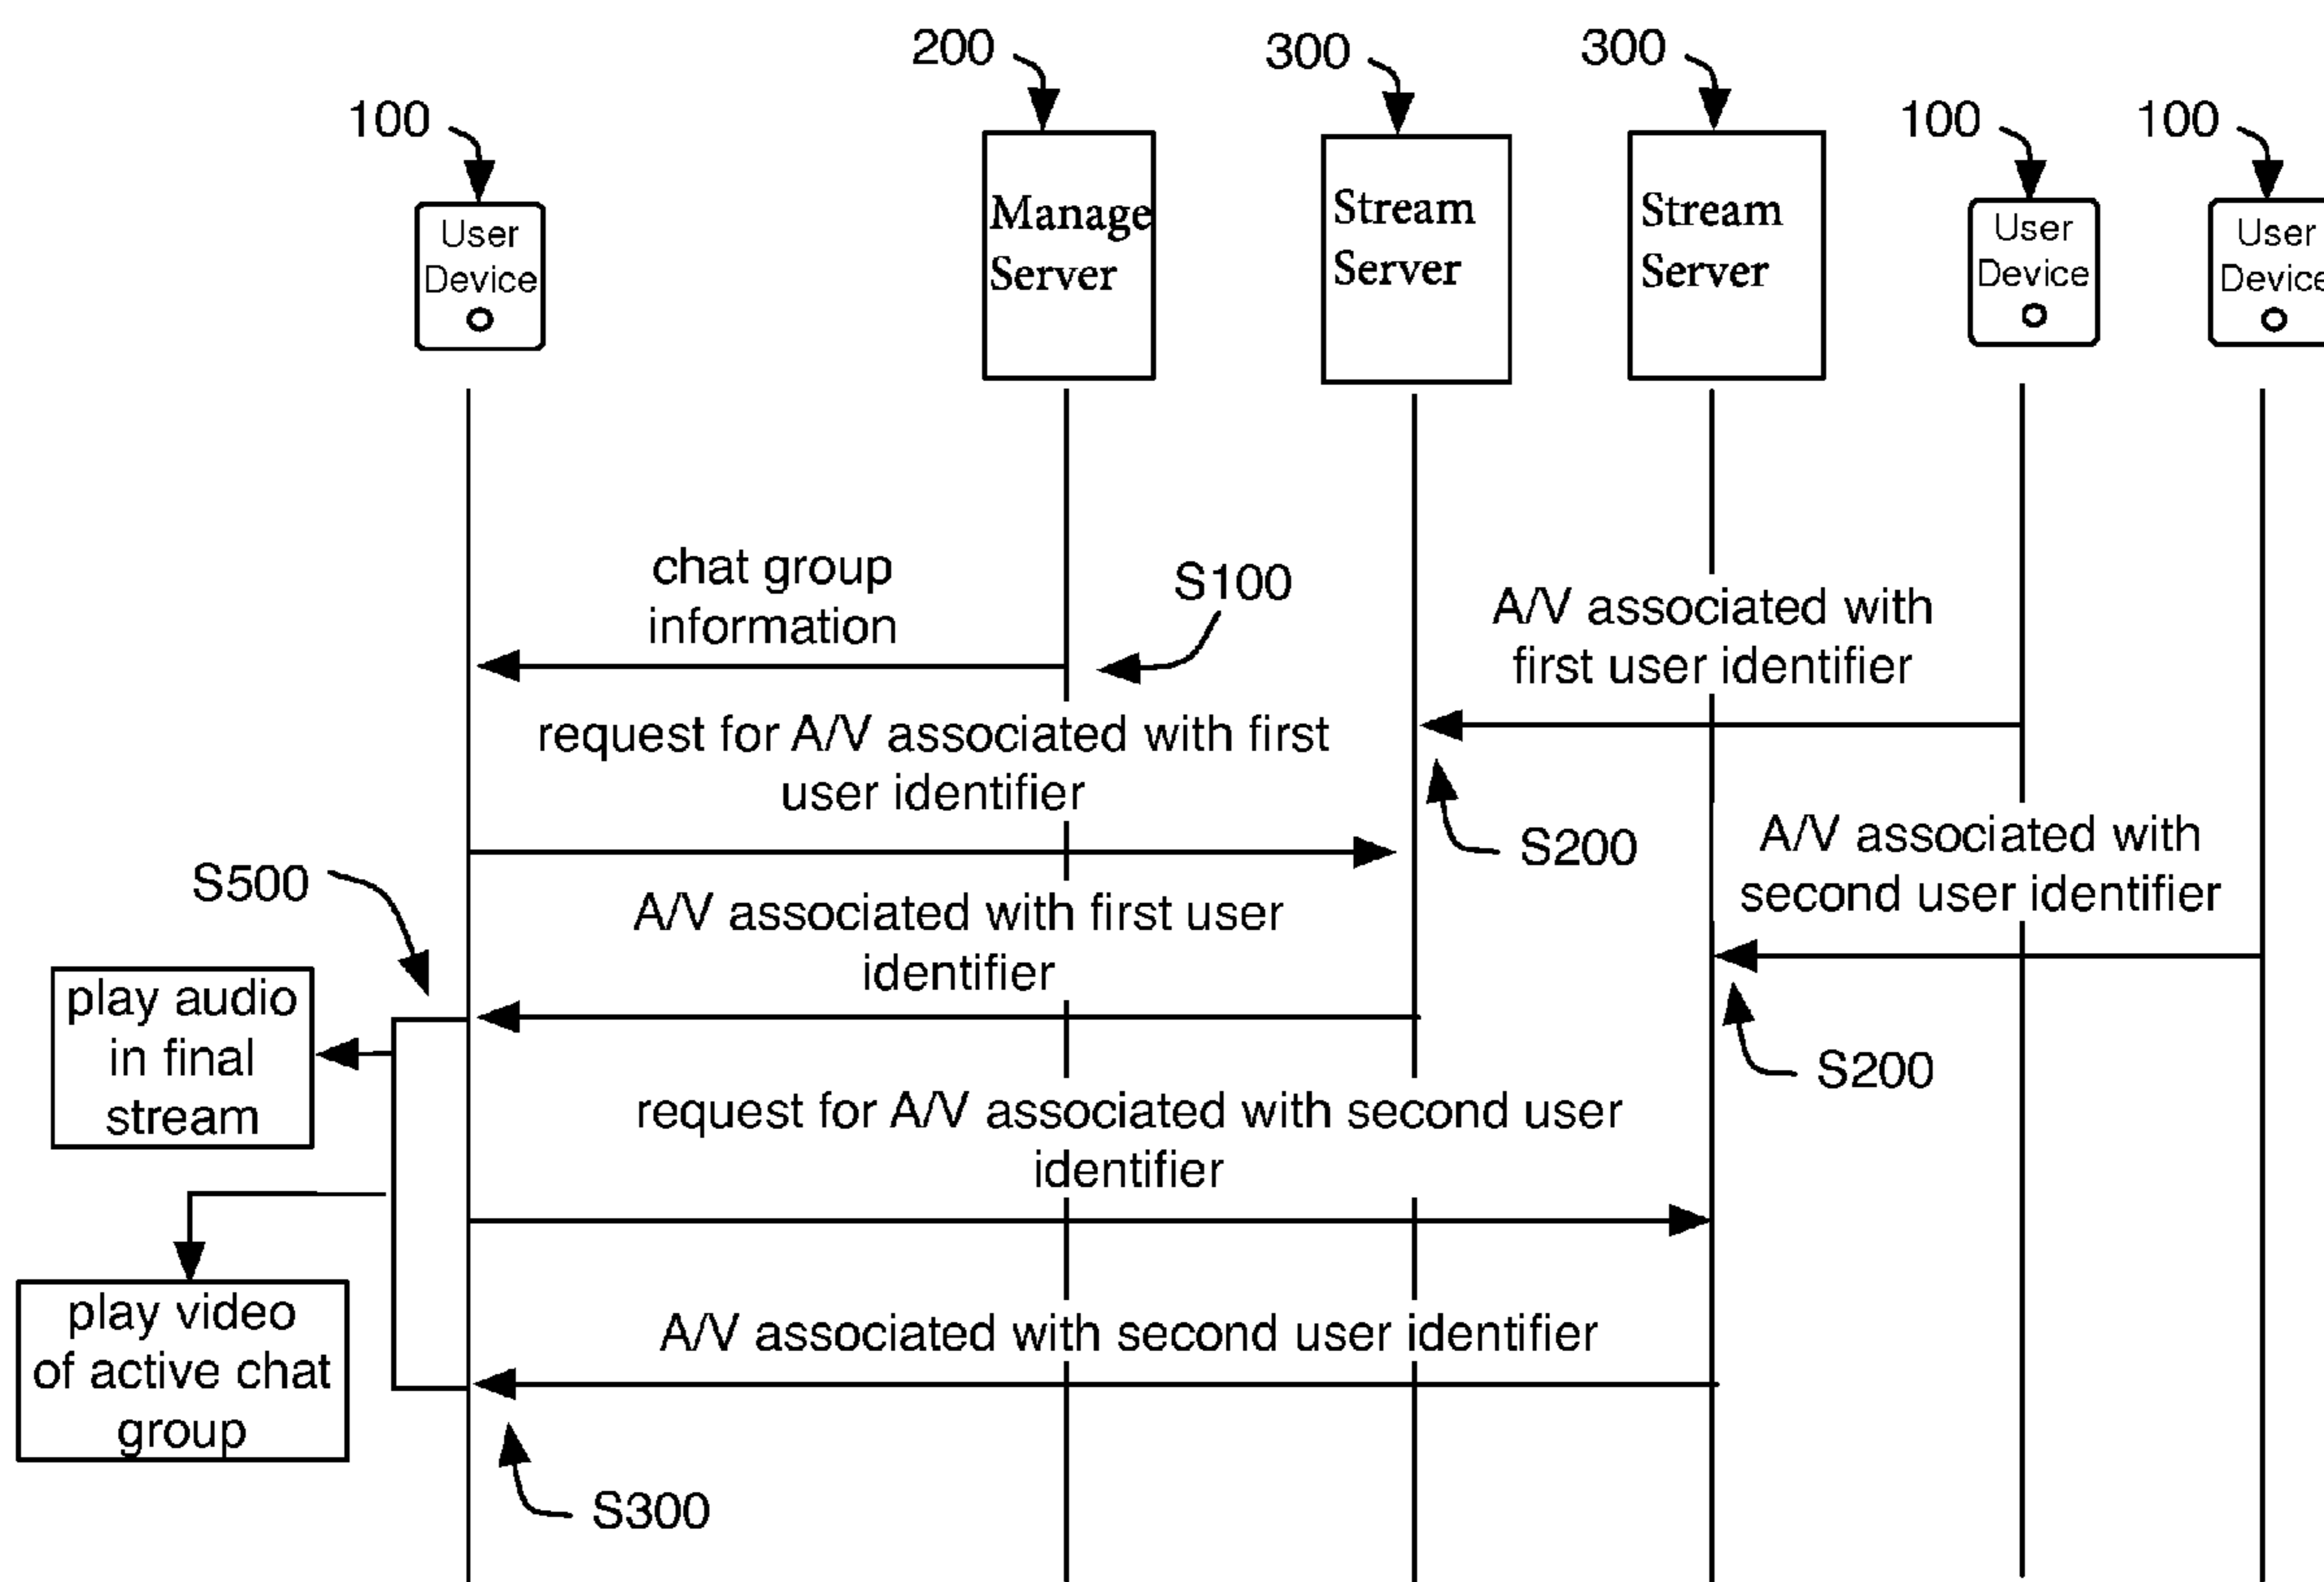 200
300
300
100
100
100
User
Device
Manage
Server
Stream
Server
Stream
Server
User
Device
User
Device
chat group
information
S100
A/V associated with
first user identifier
request for A/V associated with first
user identifier
S200
A/V associated with
second user identifier
S500
A/V associated with first user
identifier
play audio
in final
stream
S200
request for A/V associated with second user
identifier
play video
of active chat
group
A/V associated with second user identifier
S300